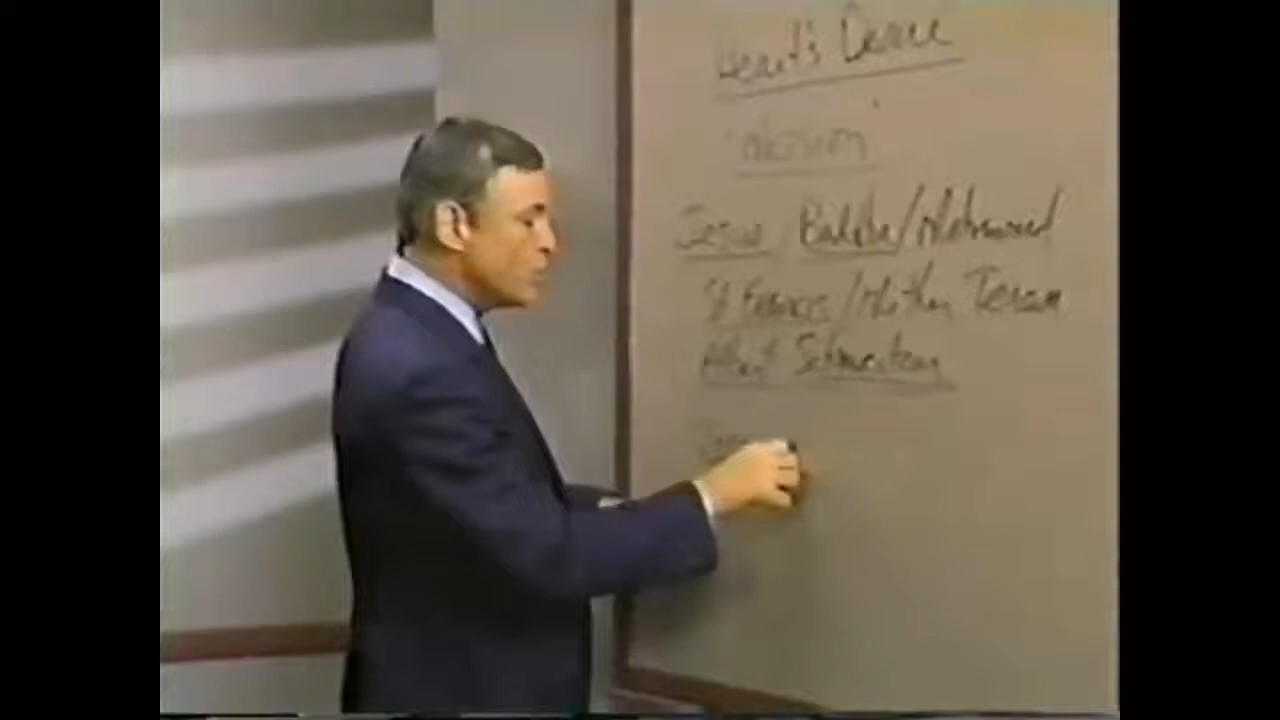 Heart's Desire
Jesus / Buddha / Mohammed
St Francis / Mother Teresa
Albert Schweitzer